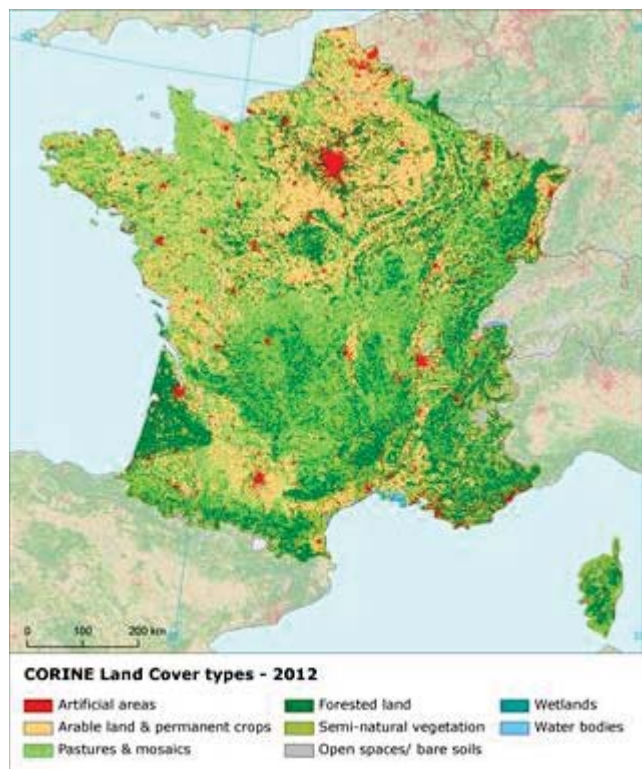 0 100 200 km
CORINE Land Cover types - 2012
Artificial areas
Arable land & permanent crops
Pastures & mosaics
Forested land
Semi-natural vegetation
Open spaces/ bare soils
Wetlands
Water bodies